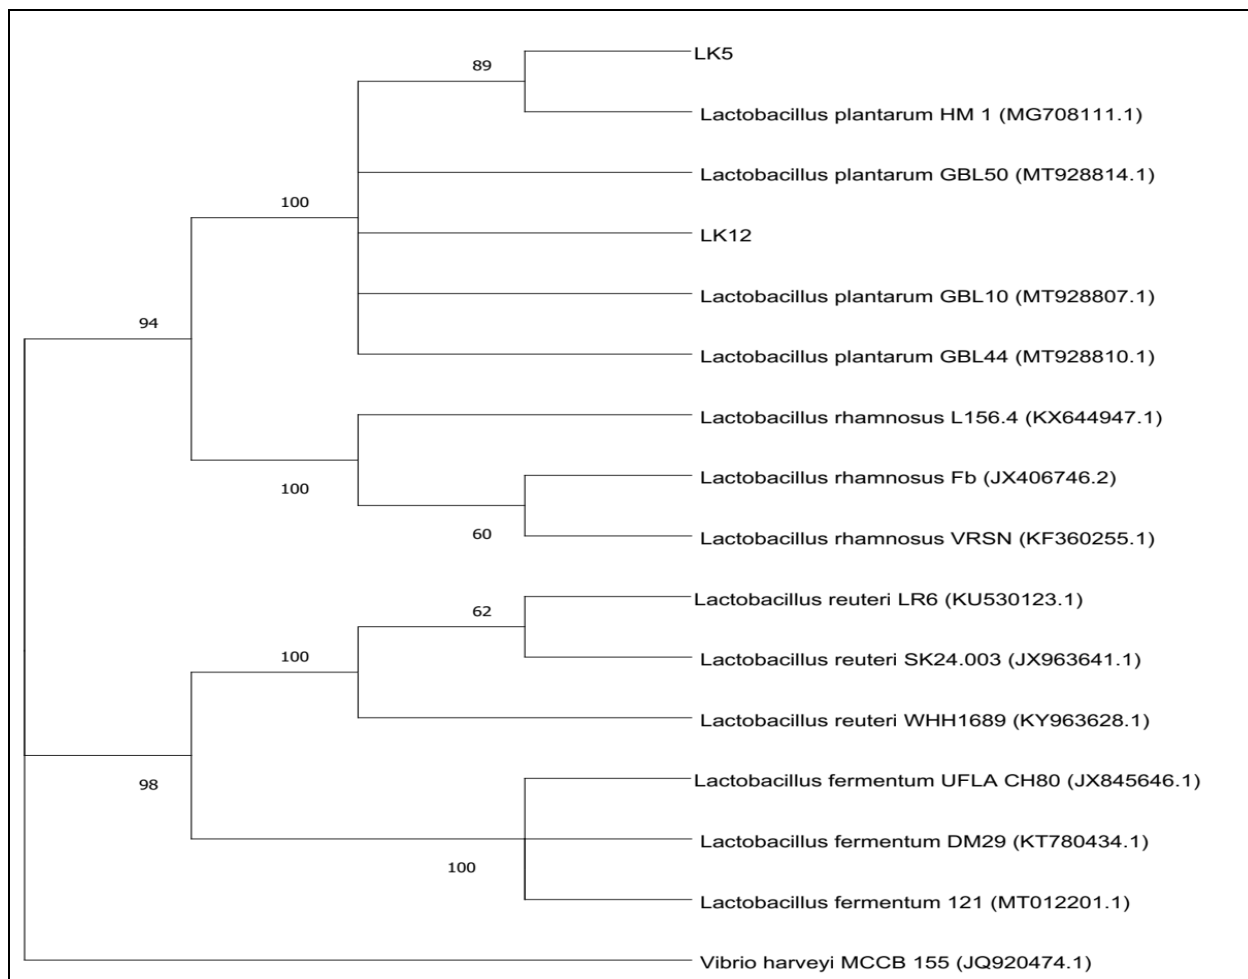 LK5
89
Lactobacillus plantarum HM 1 (MG708111.1)
Lactobacillus plantarum GBL50 (MT928814.1)
100
LK12
Lactobacillus plantarum GBL10 (MT928807.1)
94
Lactobacillus plantarum GBL44 (MT928810.1)
Lactobacillus rhamnosus L156.4 (KX644947.1)
100
Lactobacillus rhamnosus Fb (JX406746.2)
60
Lactobacillus rhamnosus VRSN (KF360255.1)
Lactobacillus reuteri LR6 (KU530123.1)
62
100
Lactobacillus reuteri SK24.003 (JX963641.1)
Lactobacillus reuteri WHH1689 (KY963628.1)
98
Lactobacillus fermentum UFLA CH80 (JX845646.1)
Lactobacillus fermentum DM29 (KT780434.1)
100
Lactobacillus fermentum 121 (MT012201.1)
Vibrio harveyi MCCB 155 (JQ920474.1)